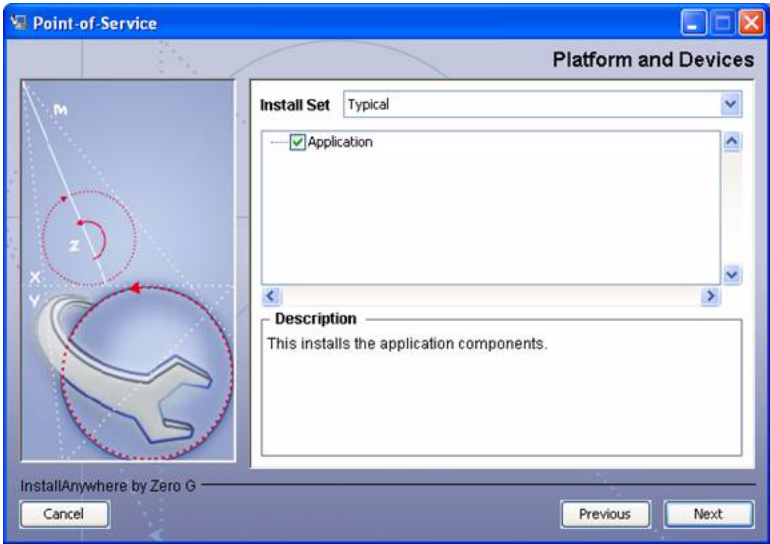 Point-of-Service
Platform and Devices
M
Z
X
Y
Install Set Typical
Application
Description
This installs the application components.
InstallAnywhere by Zero G
Cancel Previous Next